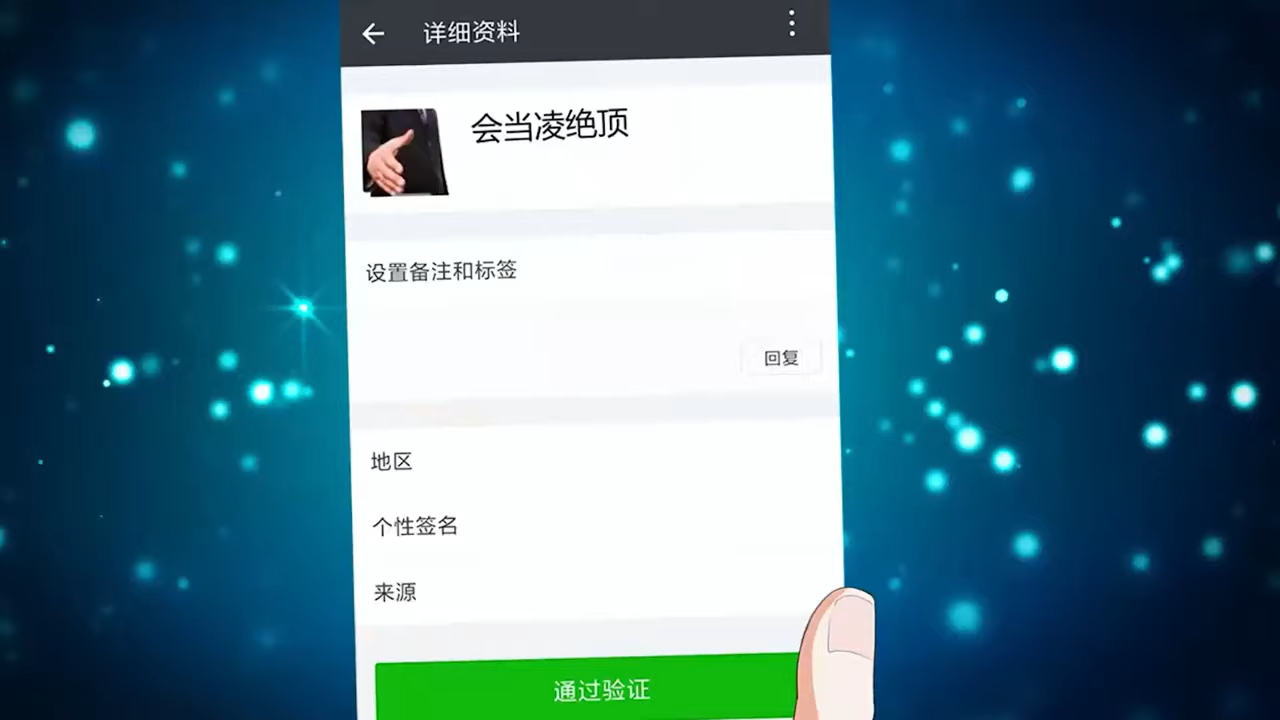 详细资料
会当凌绝顶
设置备注和标签
回复
地区
个性签名
来源
通过验证